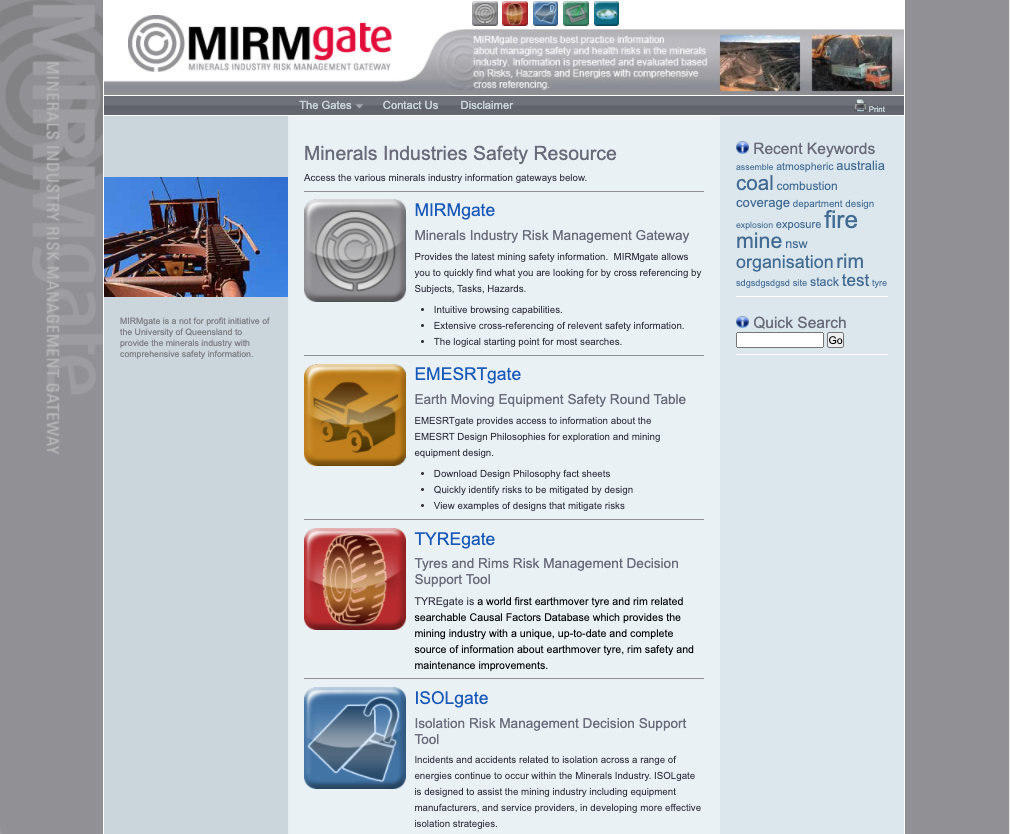 MIRMgate
MINERALS INDUSTRY RISK MANAGEMENT GATEWAY
MIRMgate presents best practice information
about managing safety and health risks in the minerals
industry. Information is presented and evaluated based
on Risks, Hazards and Energies with comprehensive
cross referencing.
The Gates
Contact Us
Disclaimer
Print
MIRMgate
MINERALS INDUSTRY RISK MANAGEMENT GATEWAY
MIRMgate is a not for profit initiative of
the University of Queensland to
provide the minerals industry with
comprehensive safety information.
Minerals Industries Safety Resource
Access the various minerals industry information gateways below.
MIRMgate
Minerals Industry Risk Management Gateway
Provides the latest mining safety information.  MIRMgate allows
you to quickly find what you are looking for by cross referencing by
Subjects, Tasks, Hazards.
• Intuitive browsing capabilities.
• Extensive cross-referencing of relevent safety information.
• The logical starting point for most searches.
EMESRTgate
Earth Moving Equipment Safety Round Table
EMESRTgate provides access to information about the
EMESRT Design Philosophies for exploration and mining
equipment design.
• Download Design Philosophy fact sheets
• Quickly identify risks to be mitigated by design
• View examples of designs that mitigate risks
TYREgate
Tyres and Rims Risk Management Decision
Support Tool
TYREgate is a world first earthmover tyre and rim related
searchable Causal Factors Database which provides the
mining industry with a unique, up-to-date and complete
source of information about earthmover tyre, rim safety and
maintenance improvements.
ISOLgate
Isolation Risk Management Decision Support
Tool
Incidents and accidents related to isolation across a range of
energies continue to occur within the Minerals Industry. ISOLgate
is designed to assist the mining industry including equipment
manufacturers, and service providers, in developing more effective
isolation strategies.
Recent Keywords
assemble atmospheric australia
coal combustion
coverage department design
explosion exposure fire
mine nsw
organisation rim
sdgsdgsdgsd site stack test tyre
Quick Search
Go